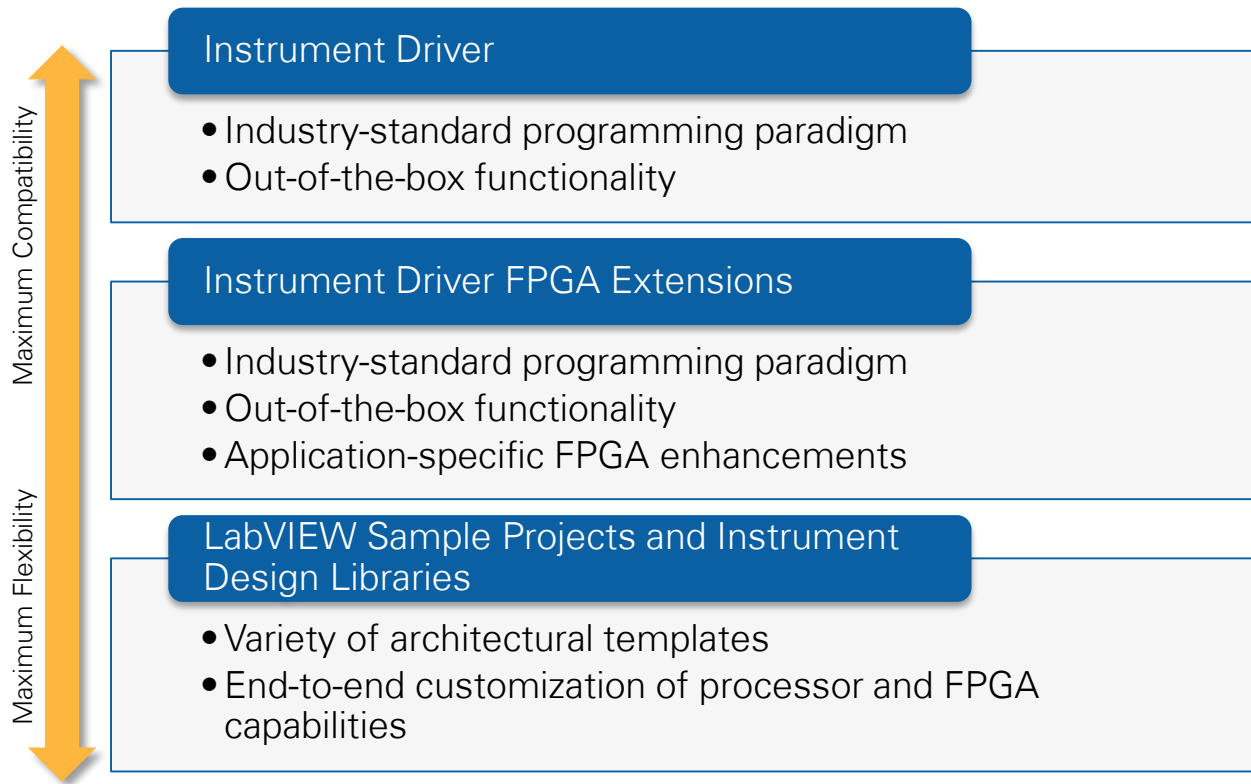 Instrument Driver
• Industry-standard programming paradigm
• Out-of-the-box functionality
Maximum Compatibility
Instrument Driver FPGA Extensions
• Industry-standard programming paradigm
• Out-of-the-box functionality
• Application-specific FPGA enhancements
Maximum Flexibility
LabVIEW Sample Projects and Instrument
Design Libraries
• Variety of architectural templates
• End-to-end customization of processor and FPGA
capabilities